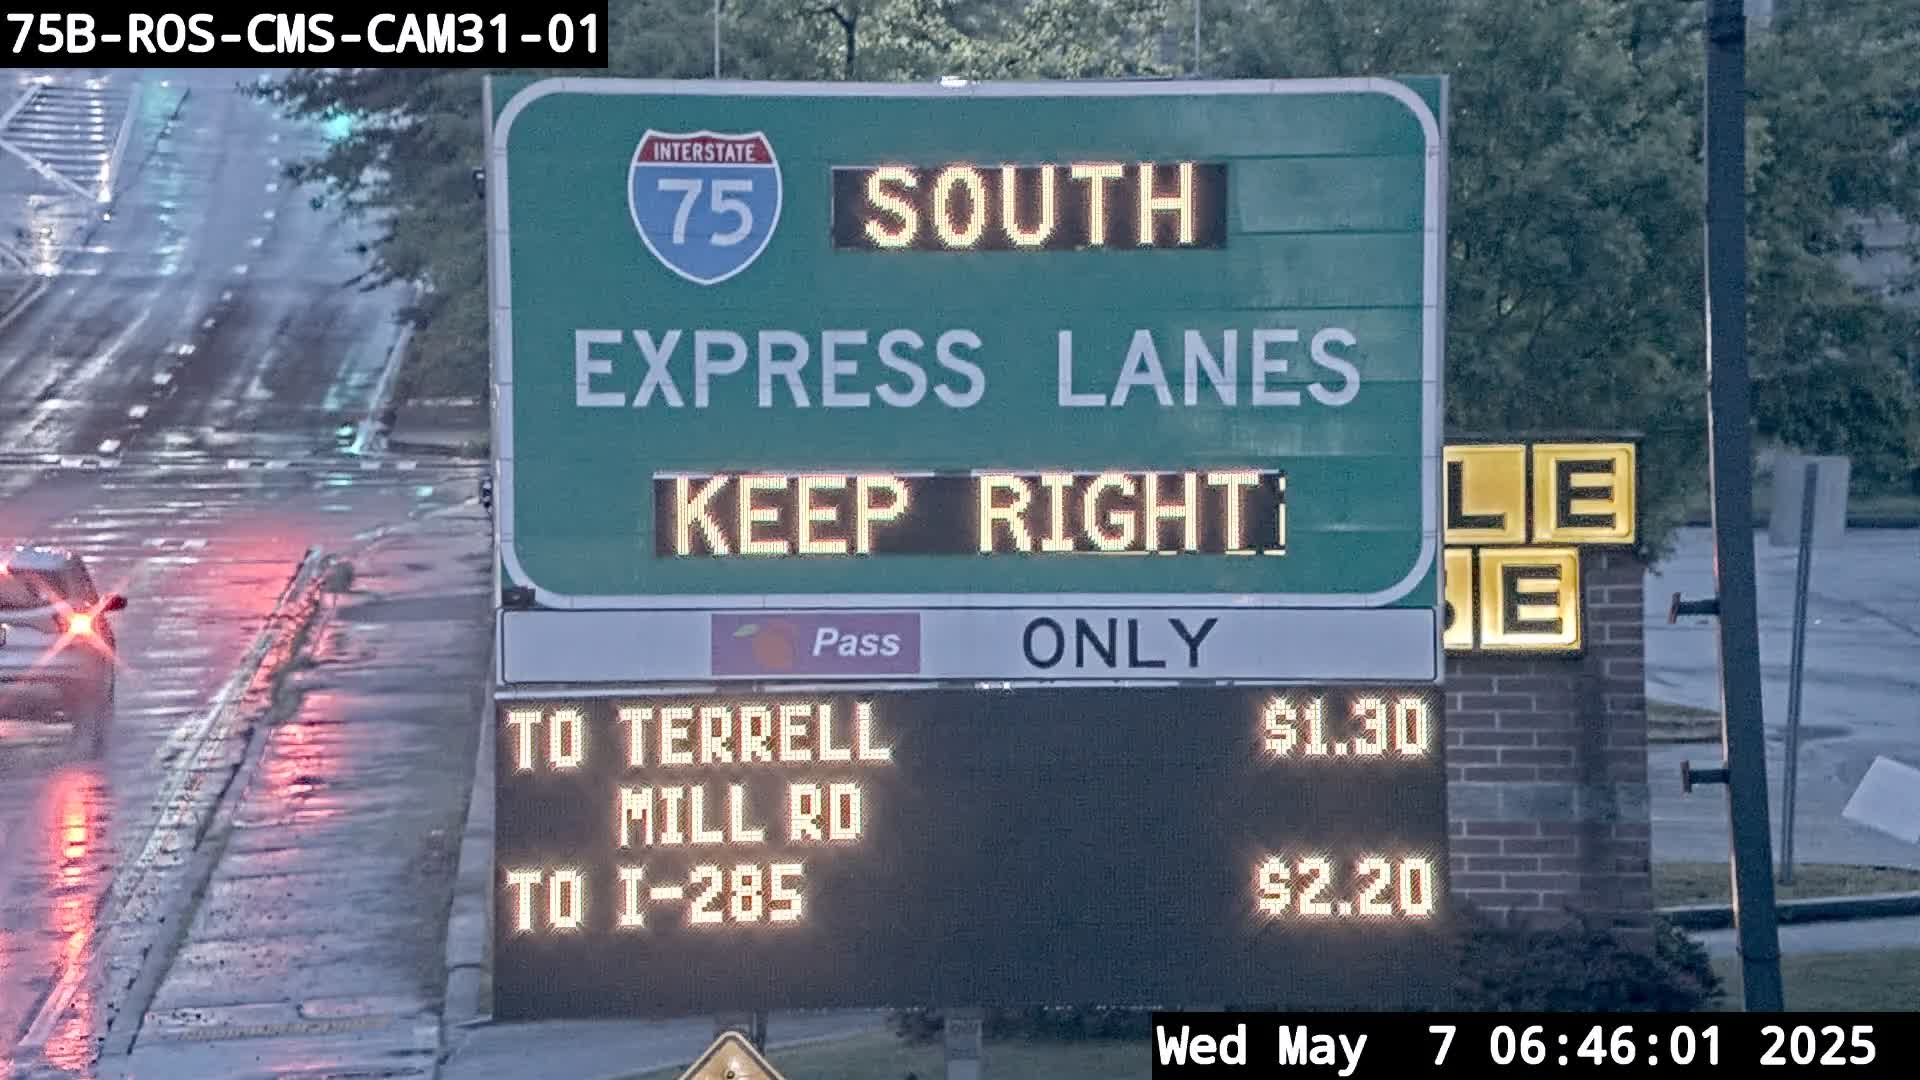 75B-ROS-CMS-CAM31-01
INTERSTATE
75
SOUTH
EXPRESS LANES
KEEP RIGHT
Pass ONLY
TO TERRELL $1.30
MILL RD
TO I-285 $2.20
LE
E
Wed May 7 06:46:01 2025